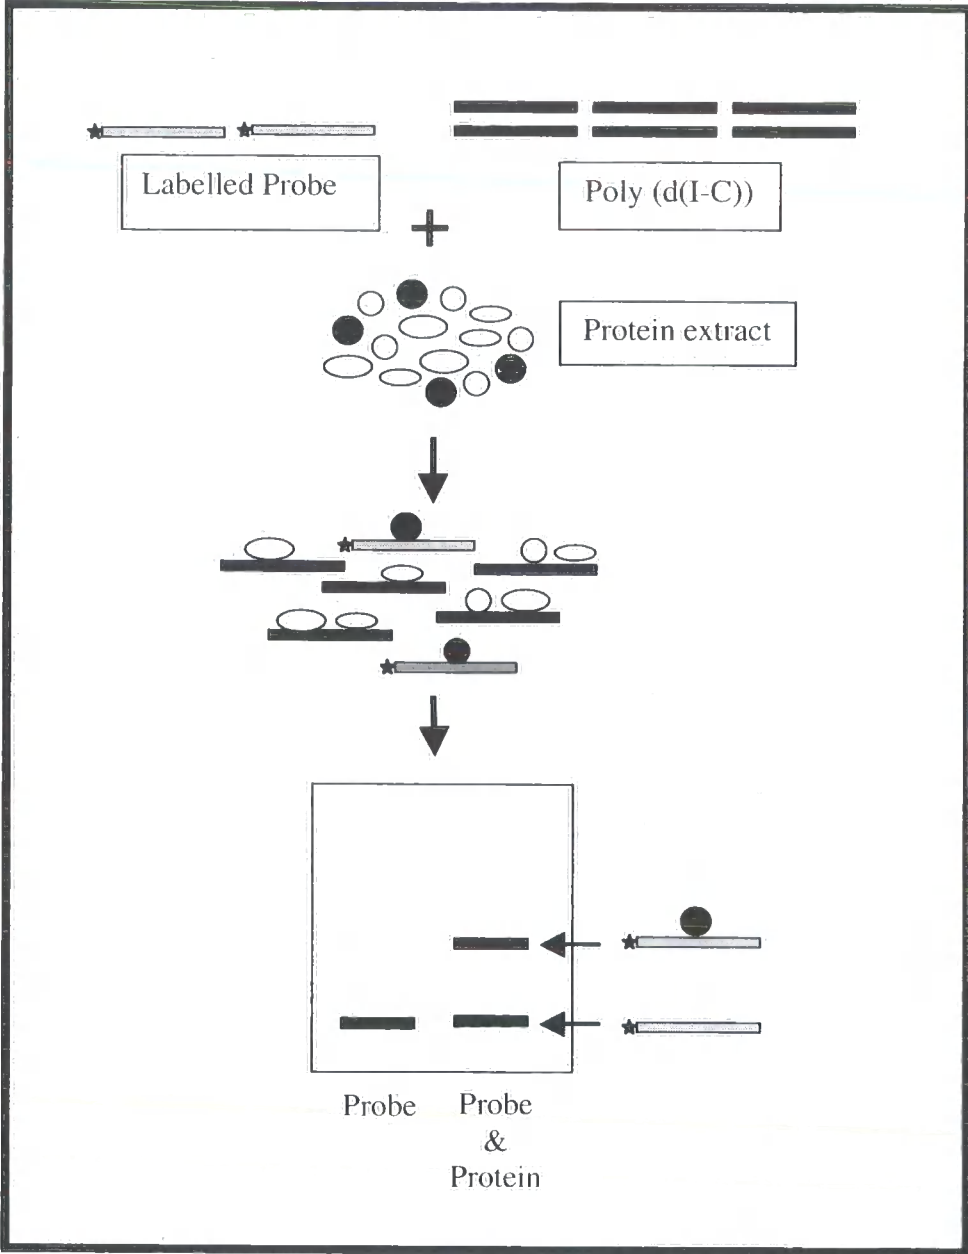 Labelled Probe
Poly (d(I-C))
+
Protein extract
Probe
Probe
&
Protein